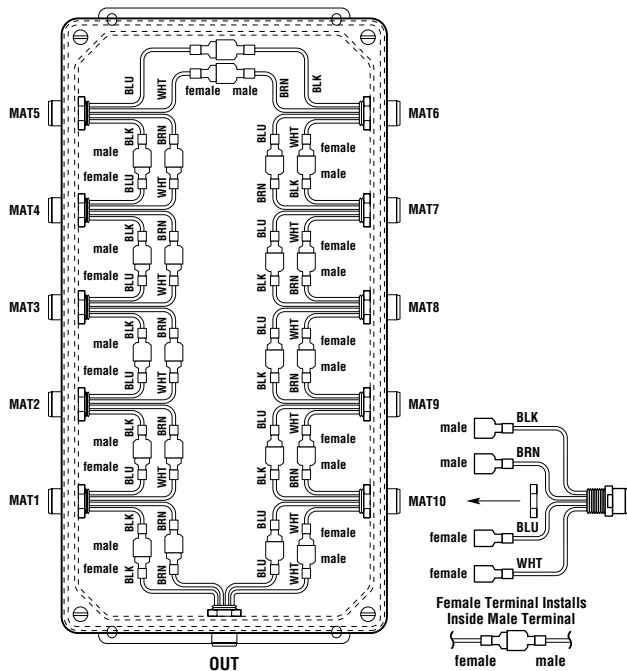 BLU
WHT
female
male
BRN
BLK
MAT5
MAT6
BLK
BRN
male
female
BLU
WHT
BLU
WHT
female
male
BRN
BLK
MAT4
MAT7
BLK
BRN
male
female
BLU
WHT
BLU
WHT
female
male
BLK
BRN
MAT3
MAT8
BLK
BRN
male
female
BLU
WHT
BLU
WHT
female
male
BLK
BRN
MAT2
MAT9
BLK
BRN
male
female
BLU
WHT
BLU
WHT
female
male
BLK
BRN
MAT1
MAT10
BLK
BRN
male
female
BLK
BRN
BLU
WHT
female
male
BLU
WHT
OUT
male
BLK
male
BRN
female
BLU
female
WHT
Female Terminal Installs
Inside Male Terminal
female
male